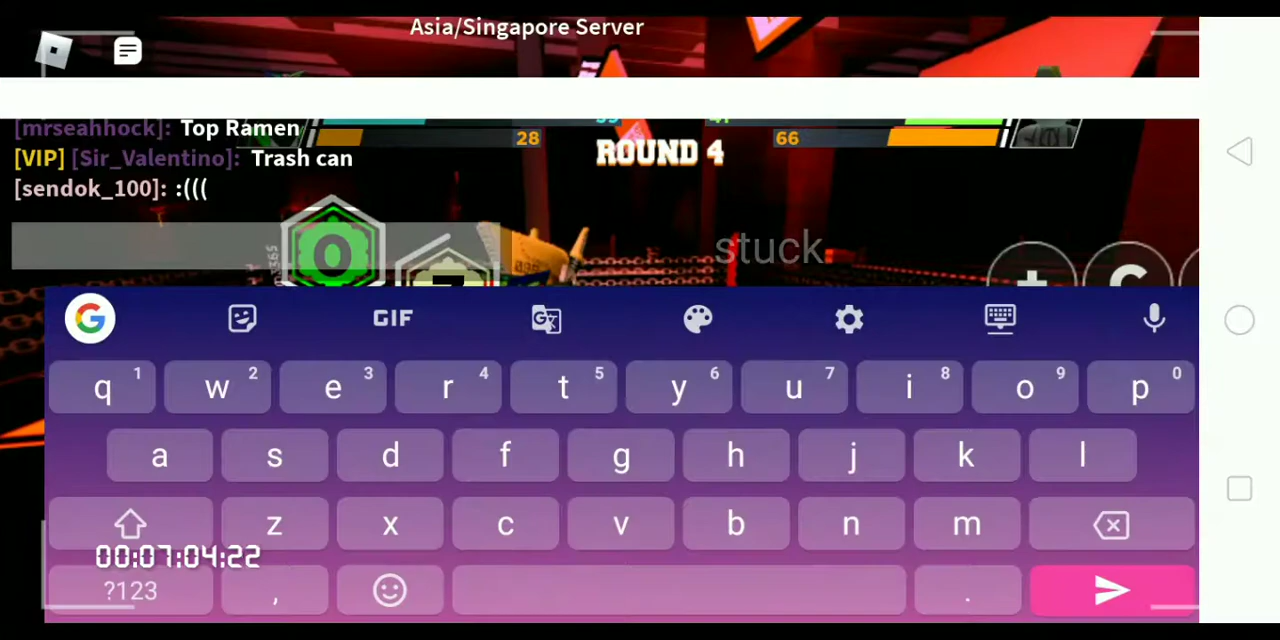 Asia/Singapore Server
[mrseahhock]: Top Ramen
[VIP] [Sir_Valentino]: Trash can
[sendok_100]: :(((
28
ROUND 4
66
0
stuck
G
GIF
q 1 w 2 e 3 r 4 t 5 y 6 u 7 i 8 o 9 p 0
a s d f g h j k l
z x c v b n m
00:07:04:22
?123 , .